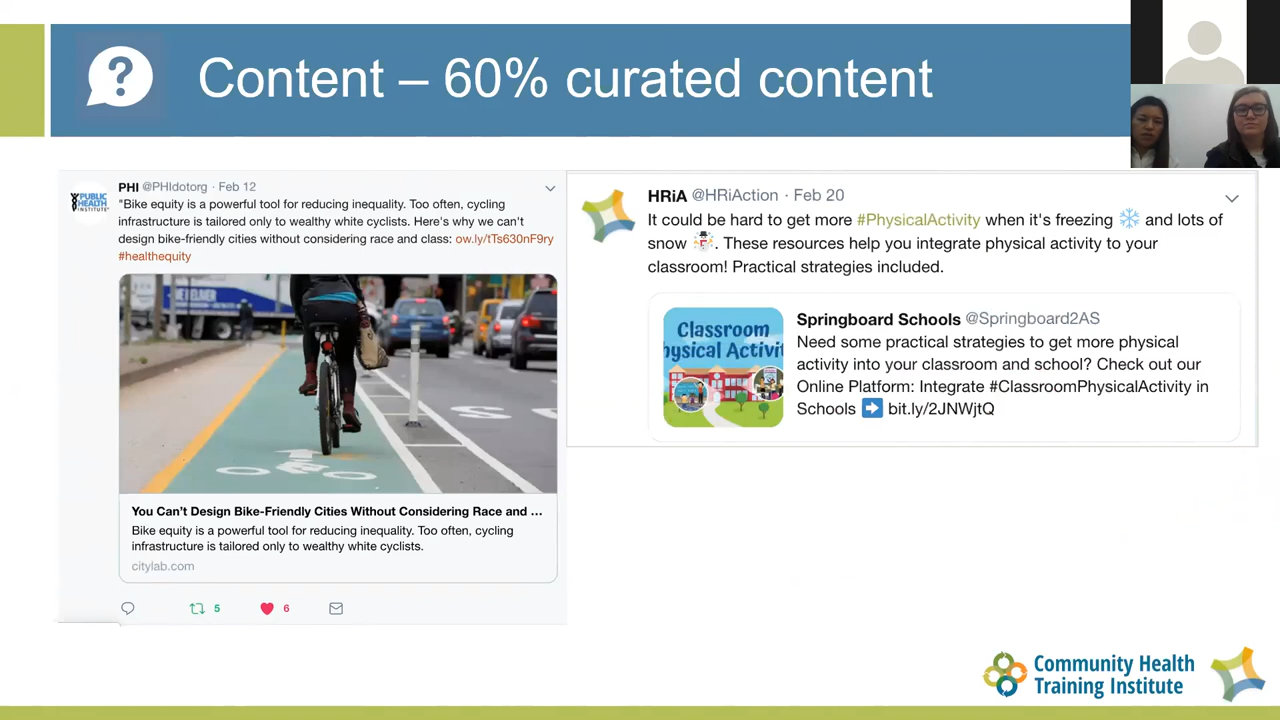 ?
Content – 60% curated content
PUBLIC
HEALTH
INSTITUTE
PHI @PHIdotorg · Feb 12
"Bike equity is a powerful tool for reducing inequality. Too often, cycling
infrastructure is tailored only to wealthy white cyclists. Here's why we can't
design bike-friendly cities without considering race and class: ow.ly/tTs630nF9ry
#healthequity
You Can't Design Bike-Friendly Cities Without Considering Race and ...
Bike equity is a powerful tool for reducing inequality. Too often, cycling
infrastructure is tailored only to wealthy white cyclists.
citylab.com
5 6
HRiA @HRiAction · Feb 20
It could be hard to get more #PhysicalActivity when it's freezing ❄️ and lots of
snow ☃️. These resources help you integrate physical activity to your
classroom! Practical strategies included.
Classroom
hysical Activit
Springboard Schools @Springboard2AS
Need some practical strategies to get more physical
activity into your classroom and school? Check out our
Online Platform: Integrate #ClassroomPhysicalActivity in
Schools ➡️ bit.ly/2JNWjtQ
Community Health
Training Institute